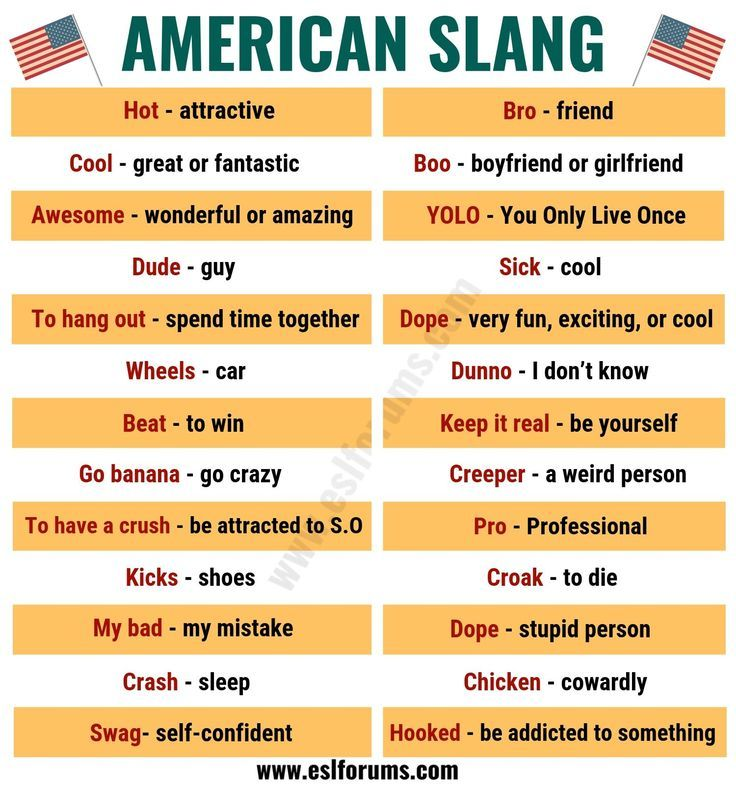 AMERICAN SLANG
Hot - attractive
Cool - great or fantastic
Awesome - wonderful or amazing
Dude - guy
To hang out - spend time together
Wheels - car
Beat - to win
Go banana - go crazy
To have a crush - be attracted to S.O
Kicks - shoes
My bad - my mistake
Crash - sleep
Swag- self-confident
Bro - friend
Boo - boyfriend or girlfriend
YOLO - You Only Live Once
Sick - cool
Dope - very fun, exciting, or cool
Dunno - I don’t know
Keep it real - be yourself
Creeper - a weird person
Pro - Professional
Croak - to die
Dope - stupid person
Chicken - cowardly
Hooked - be addicted to something
www.eslforums.com
www.eslforums.com